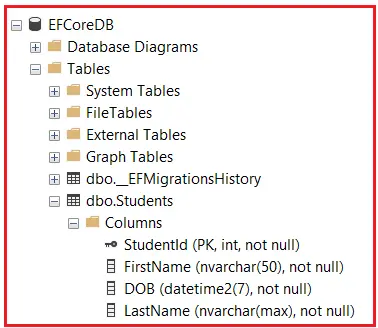 EFCoreDB
Database Diagrams
Tables
System Tables
FileTables
External Tables
Graph Tables
dbo.__EFMigrationsHistory
dbo.Students
Columns
StudentId (PK, int, not null)
FirstName (nvarchar(50), not null)
DOB (datetime2(7), not null)
LastName (nvarchar(max), not null)